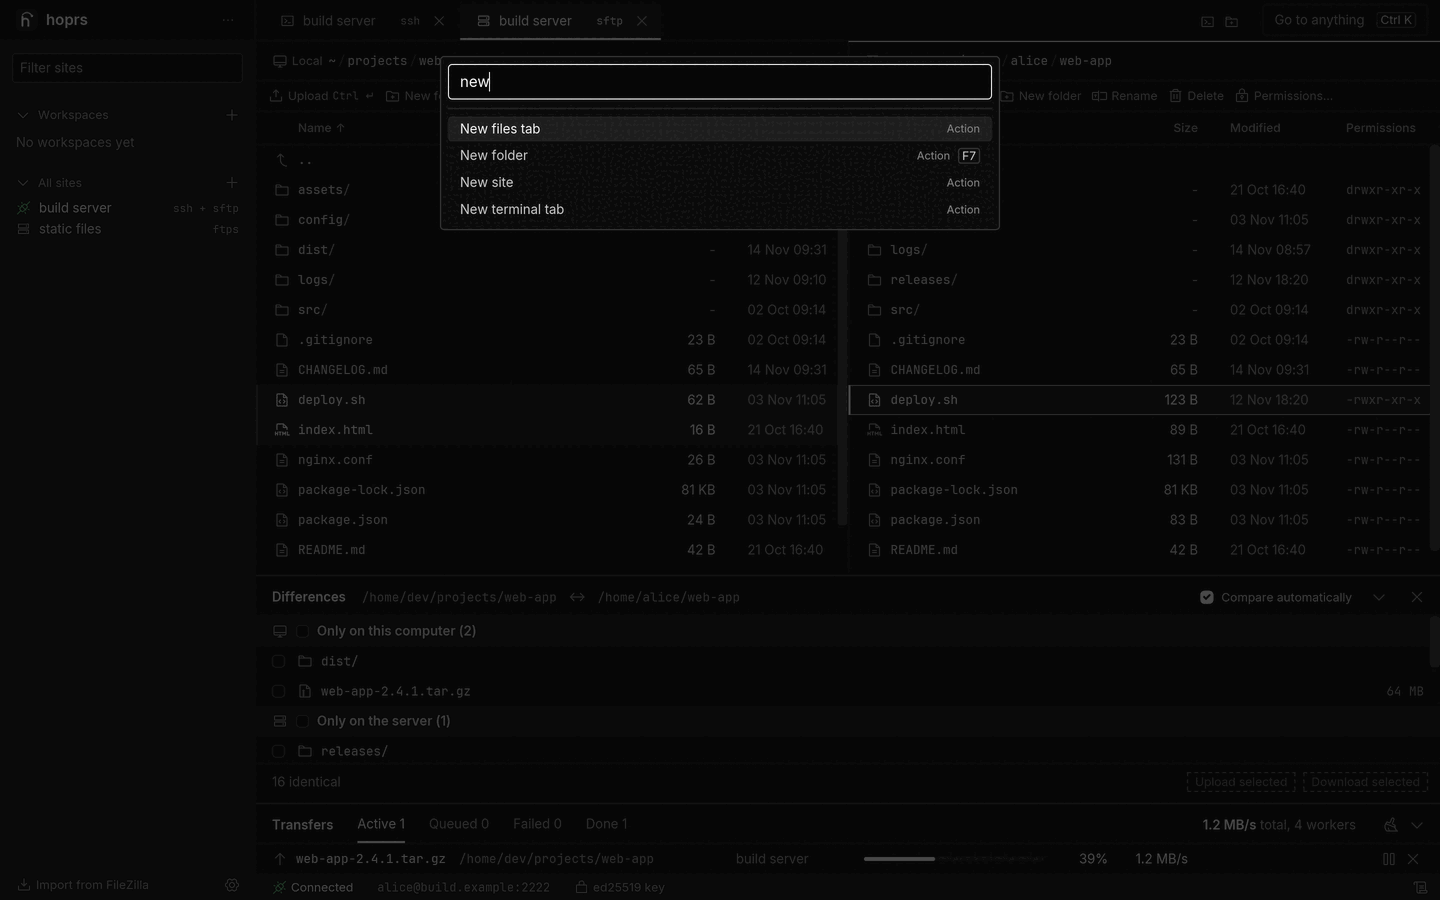 hoprs
build server ssh
build server sftp
Go to anything Ctrl K
Filter sites
Workspaces
No workspaces yet
All sites
build server ssh + sftp
static files ftps
Import from FileZilla
Local ~ / projects / web
/ alice / web-app
Upload Ctrl ↵ New f
New folder Rename Delete Permissions...
new
New files tab Action
New folder Action F7
New site Action
New terminal tab Action
Name ↑
..
assets/
config/
dist/ - 14 Nov 09:31
logs/ - 12 Nov 09:10
src/ - 02 Oct 09:14
.gitignore 23 B 02 Oct 09:14
CHANGELOG.md 65 B 14 Nov 09:31
deploy.sh 62 B 03 Nov 11:05
index.html 16 B 21 Oct 16:40
nginx.conf 26 B 03 Nov 11:05
package-lock.json 81 KB 03 Nov 11:05
package.json 24 B 03 Nov 11:05
README.md 42 B 21 Oct 16:40
Size Modified Permissions
- 21 Oct 16:40 drwxr-xr-x
- 03 Nov 11:05 drwxr-xr-x
logs/ - 14 Nov 08:57 drwxr-xr-x
releases/ - 12 Nov 18:20 drwxr-xr-x
src/ - 02 Oct 09:14 drwxr-xr-x
.gitignore 23 B 02 Oct 09:14 -rw-r--r--
CHANGELOG.md 65 B 14 Nov 09:31 -rw-r--r--
deploy.sh 123 B 12 Nov 18:20 -rwxr-xr-x
index.html 89 B 21 Oct 16:40 -rw-r--r--
nginx.conf 131 B 03 Nov 11:05 -rw-r--r--
package-lock.json 81 KB 03 Nov 11:05 -rw-r--r--
package.json 83 B 03 Nov 11:05 -rw-r--r--
README.md 42 B 21 Oct 16:40 -rw-r--r--
Differences /home/dev/projects/web-app ↔ /home/alice/web-app Compare automatically
Only on this computer (2)
dist/
web-app-2.4.1.tar.gz 64 MB
Only on the server (1)
releases/
16 identical Upload selected Download selected
Transfers Active 1 Queued 0 Failed 0 Done 1 1.2 MB/s total, 4 workers
web-app-2.4.1.tar.gz /home/dev/projects/web-app build server 39% 1.2 MB/s
Connected alice@build.example:2222 ed25519 key